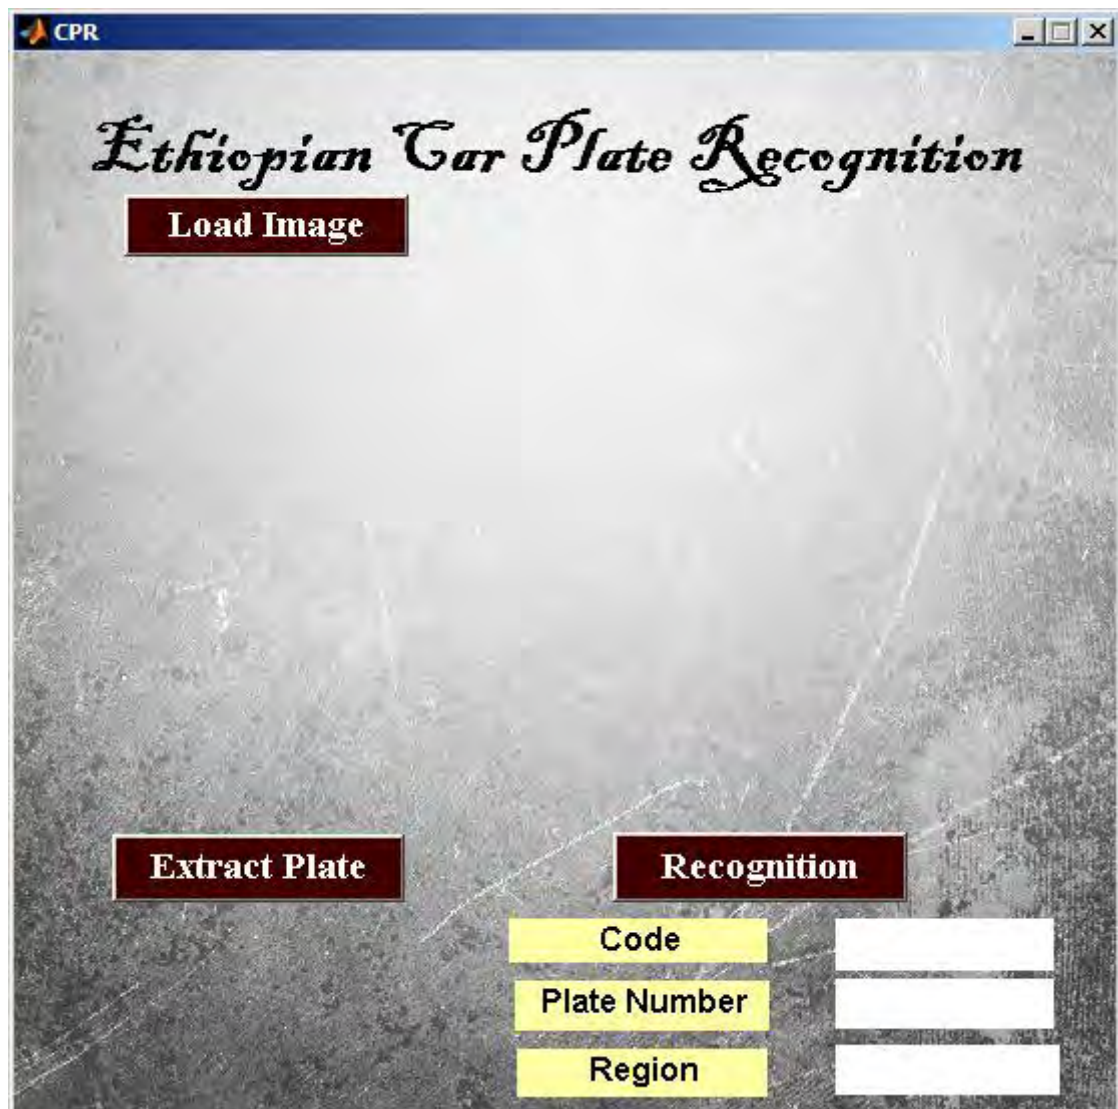 CPR
Ethiopian Car Plate Recognition
Load Image
Extract Plate
Recognition
Code
Plate Number
Region